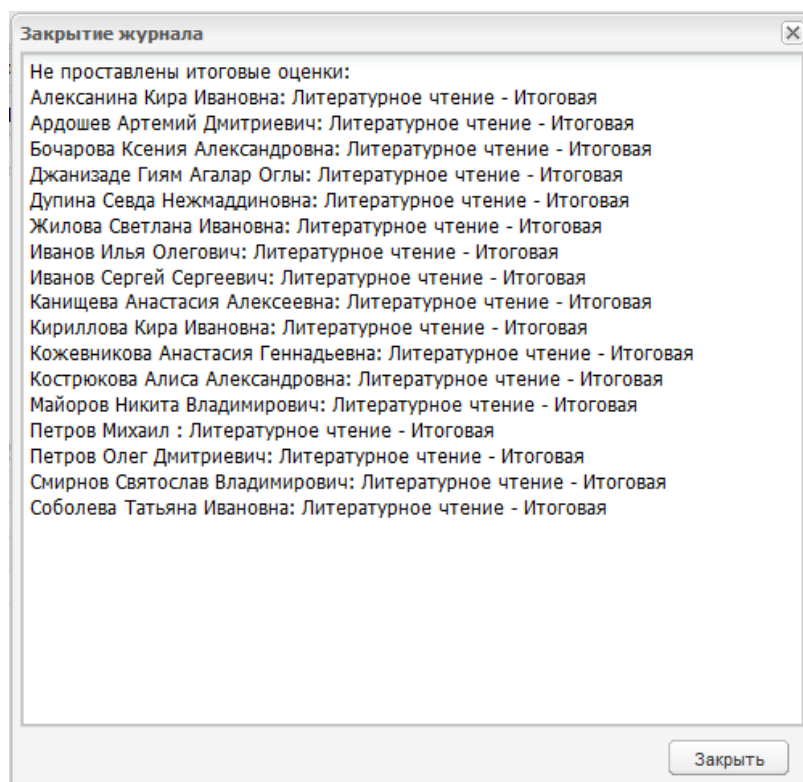 Закрытие журнала
Не проставлены итоговые оценки:
Алексанина Кира Ивановна: Литературное чтение - Итоговая
Ардошев Артемий Дмитриевич: Литературное чтение - Итоговая
Бочарова Ксения Александровна: Литературное чтение - Итоговая
Джанизаде Гиям Агалар Оглы: Литературное чтение - Итоговая
Дупина Севда Нежмаддиновна: Литературное чтение - Итоговая
Жилова Светлана Ивановна: Литературное чтение - Итоговая
Иванов Илья Олегович: Литературное чтение - Итоговая
Иванов Сергей Сергеевич: Литературное чтение - Итоговая
Канищева Анастасия Алексеевна: Литературное чтение - Итоговая
Кириллова Кира Ивановна: Литературное чтение - Итоговая
Кожевникова Анастасия Геннадьевна: Литературное чтение - Итоговая
Кострюкова Алиса Александровна: Литературное чтение - Итоговая
Майоров Никита Владимирович: Литературное чтение - Итоговая
Петров Михаил : Литературное чтение - Итоговая
Петров Олег Дмитриевич: Литературное чтение - Итоговая
Смирнов Святослав Владимирович: Литературное чтение - Итоговая
Соболева Татьяна Ивановна: Литературное чтение - Итоговая
Закрыть